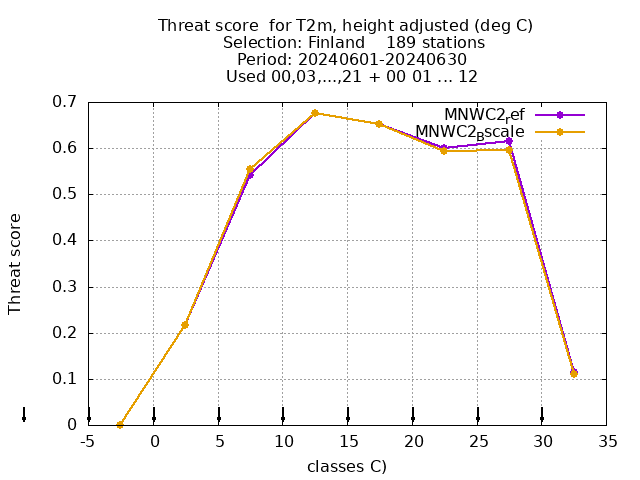 Threat score for T2m, height adjusted (deg C)
Selection: Finland 189 stations
Period: 20240601-20240630
Used 00,03,...,21 + 00 01 ... 12
MNWC2ref
MNWC2Bscale
0.7
0.6
0.5
0.4
0.3
0.2
0.1
0
Threat score
-5 0 5 10 15 20 25 30 35
classes C)